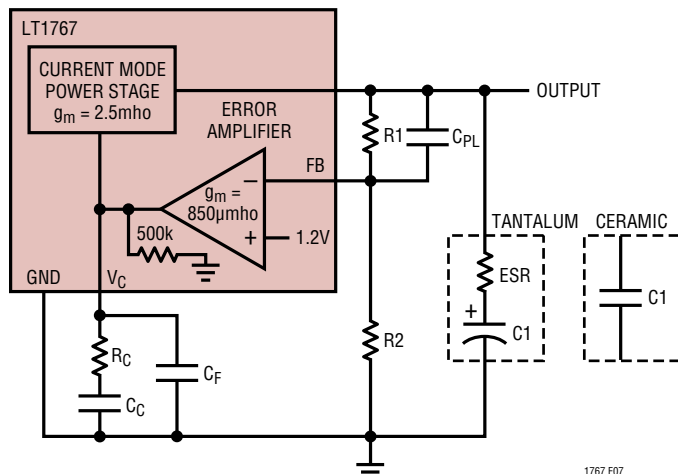 LT1767
CURRENT MODE
POWER STAGE
gm = 2.5mho
ERROR
AMPLIFIER
OUTPUT
R1
CPL
FB
–
gm =
850µmho
+
1.2V
500k
TANTALUM
CERAMIC
GND
VC
ESR
+
C1
C1
RC
CF
R2
CC
1767 F07